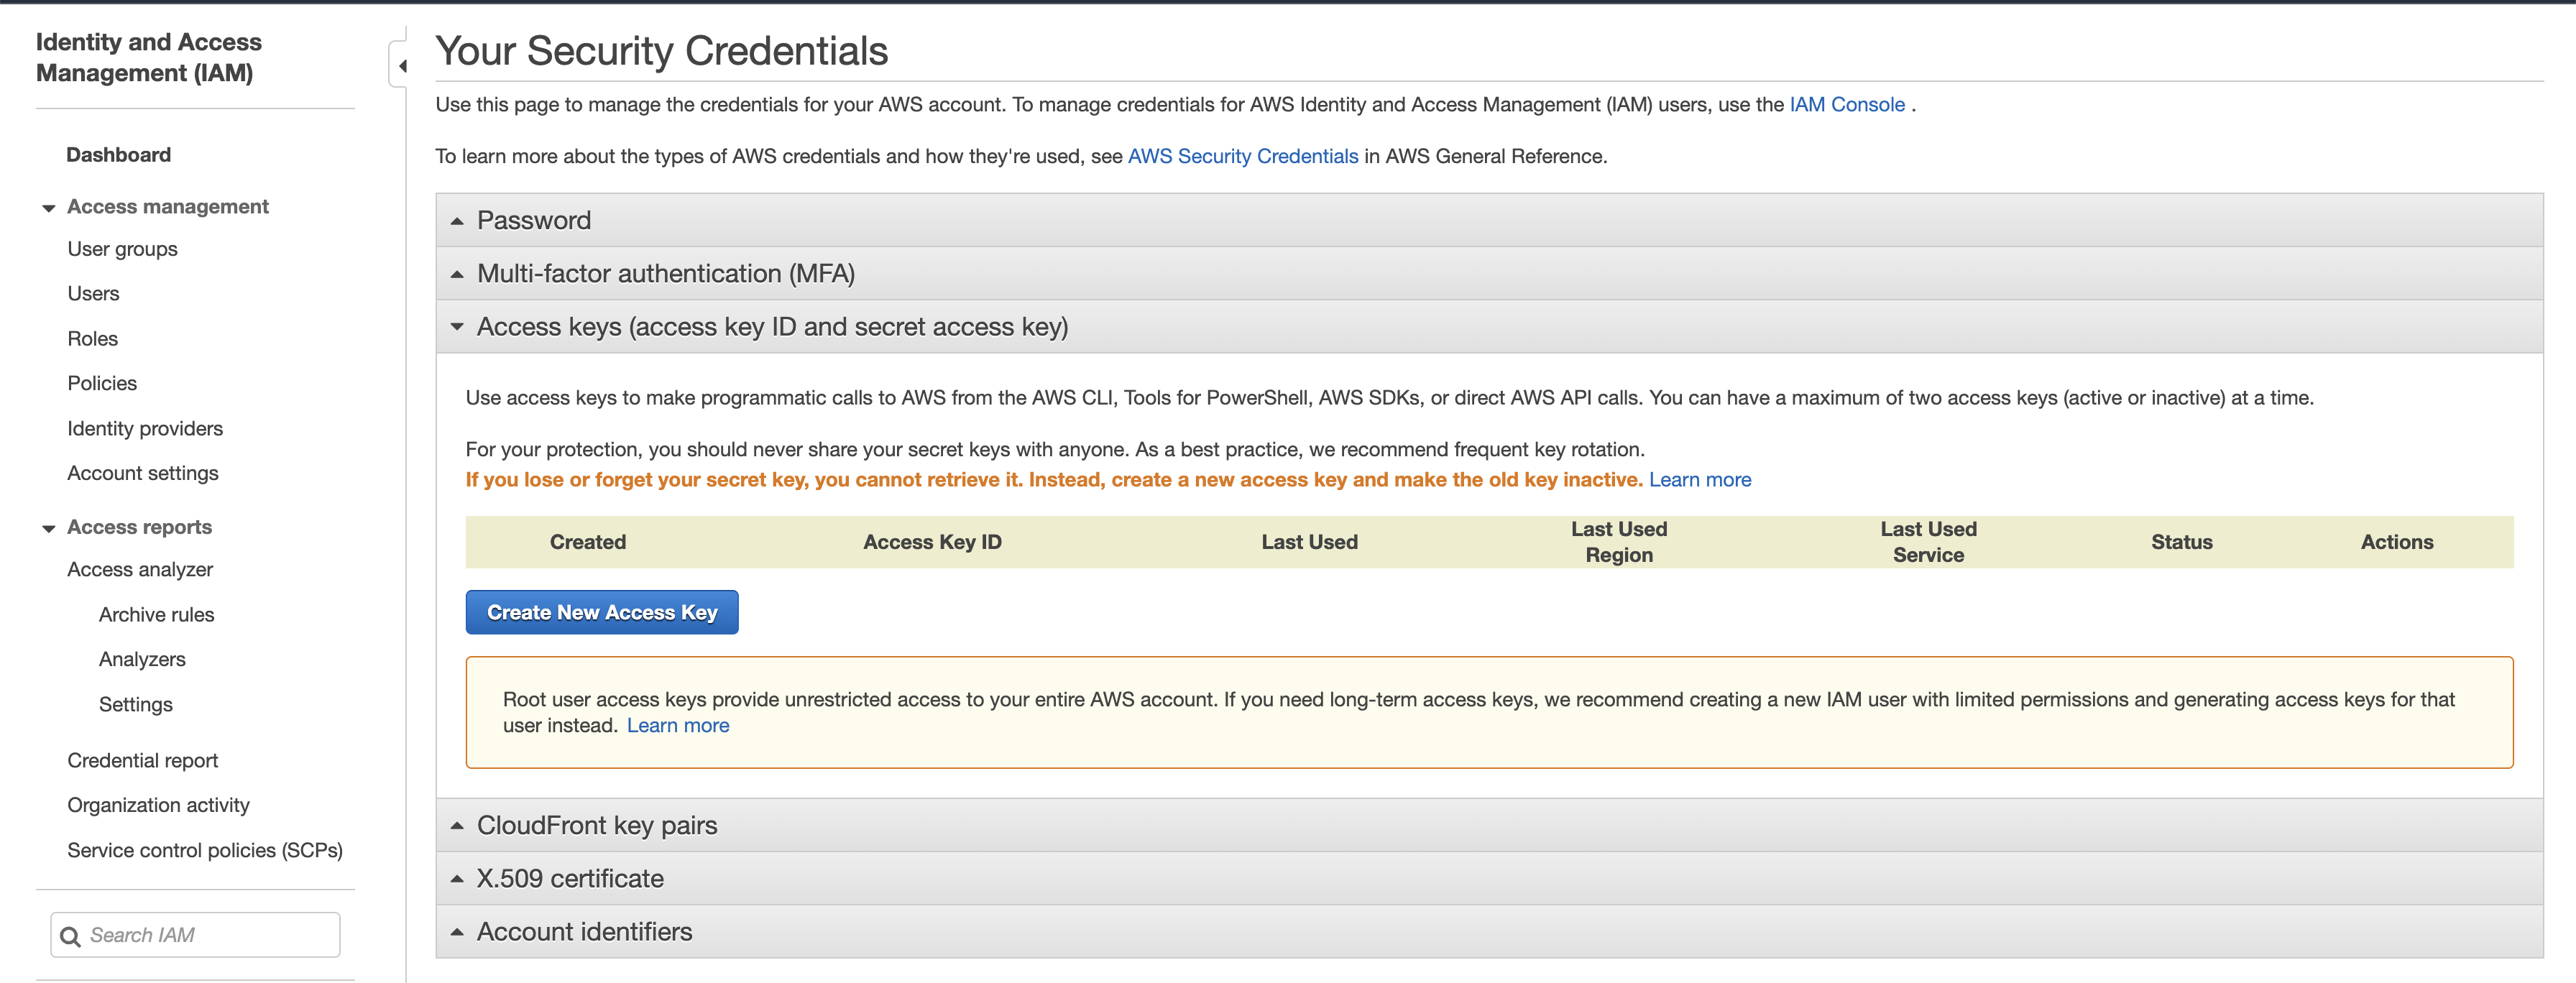 Identity and Access
Management (IAM)
Dashboard
Access management
User groups
Users
Roles
Policies
Identity providers
Account settings
Access reports
Access analyzer
Archive rules
Analyzers
Settings
Credential report
Organization activity
Service control policies (SCPs)
Search IAM
Your Security Credentials
Use this page to manage the credentials for your AWS account. To manage credentials for AWS Identity and Access Management (IAM) users, use the IAM Console .
To learn more about the types of AWS credentials and how they're used, see AWS Security Credentials in AWS General Reference.
Password
Multi-factor authentication (MFA)
Access keys (access key ID and secret access key)
Use access keys to make programmatic calls to AWS from the AWS CLI, Tools for PowerShell, AWS SDKs, or direct AWS API calls. You can have a maximum of two access keys (active or inactive) at a time.
For your protection, you should never share your secret keys with anyone. As a best practice, we recommend frequent key rotation.
If you lose or forget your secret key, you cannot retrieve it. Instead, create a new access key and make the old key inactive. Learn more
Created Access Key ID Last Used Last Used Region Last Used Service Status Actions
Create New Access Key
Root user access keys provide unrestricted access to your entire AWS account. If you need long-term access keys, we recommend creating a new IAM user with limited permissions and generating access keys for that
user instead. Learn more
CloudFront key pairs
X.509 certificate
Account identifiers